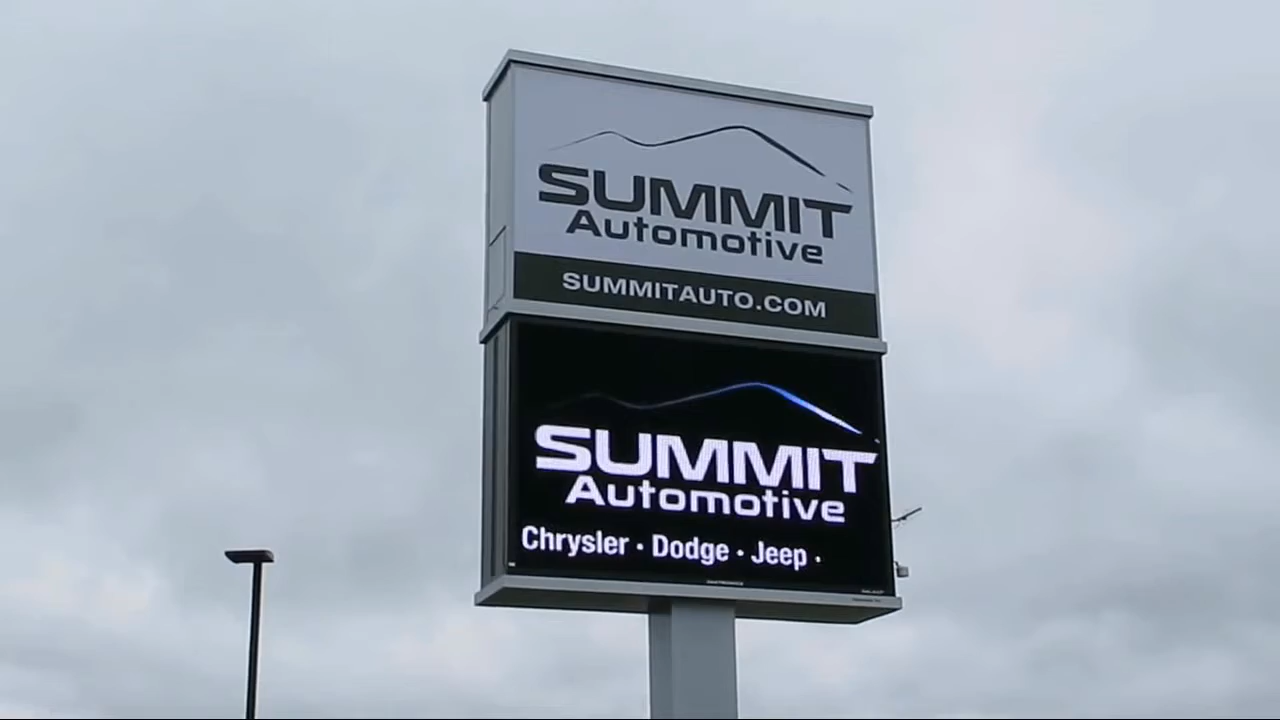 SUMMIT
Automotive
SUMMITAUTO.COM
SUMMIT
Automotive
Chrysler · Dodge · Jeep ·